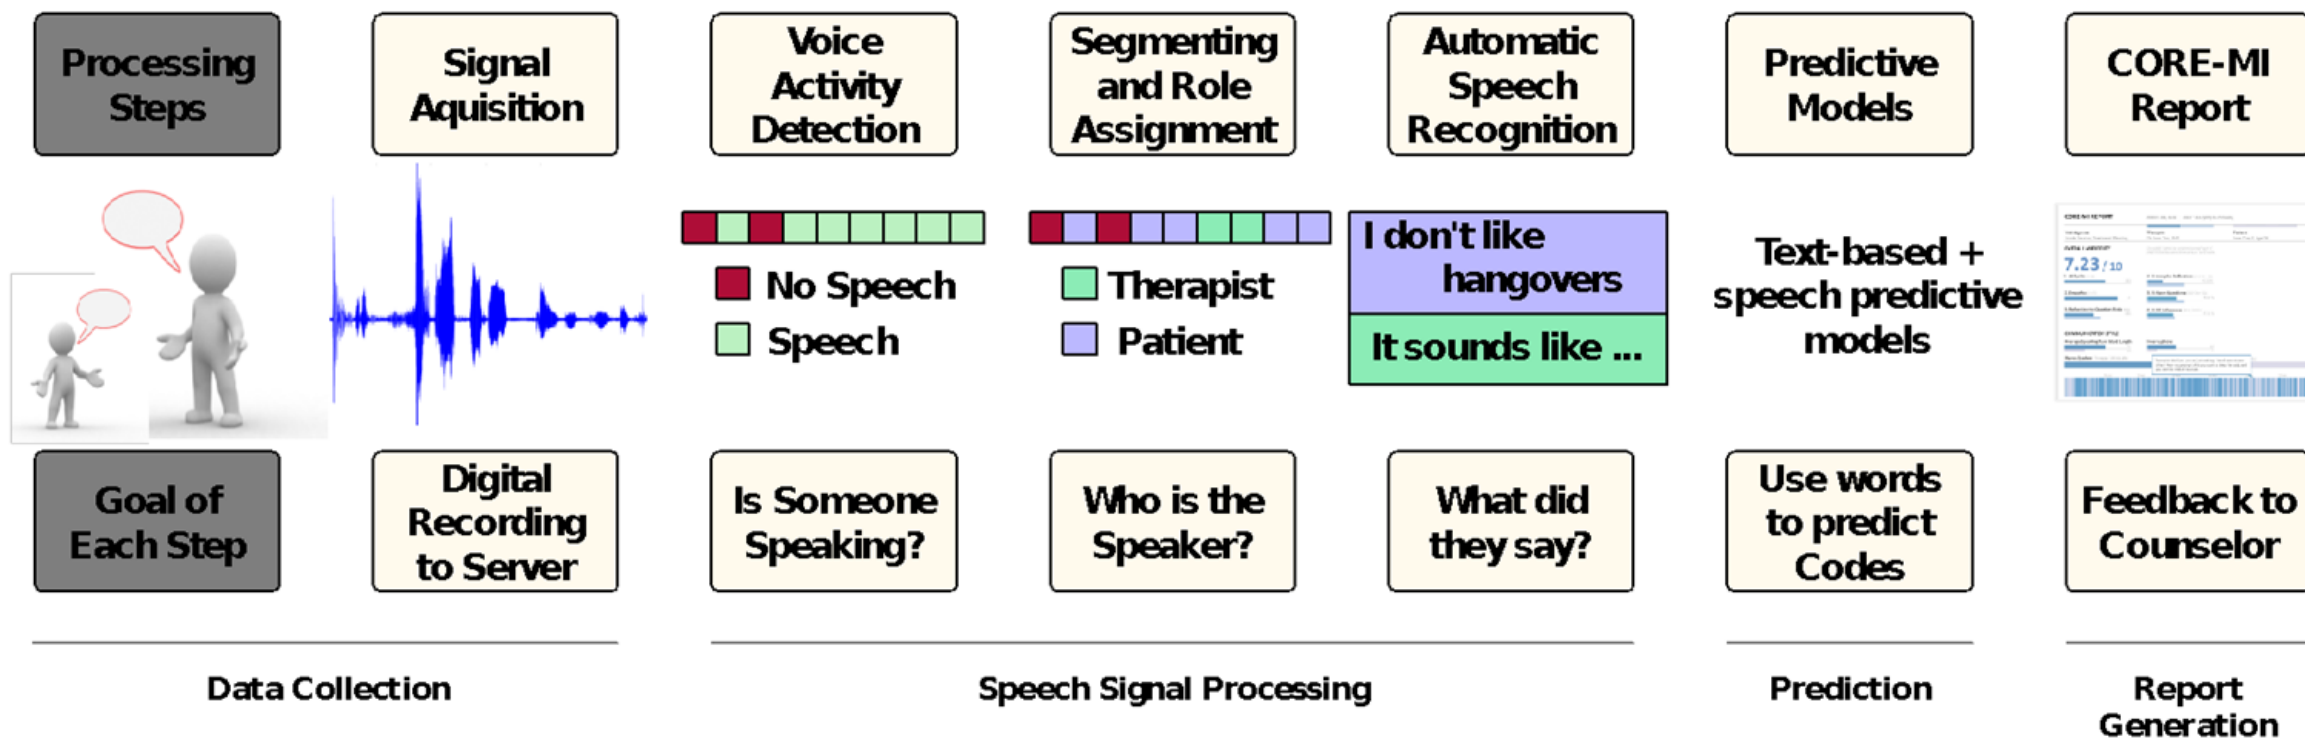 Processing
Steps
Signal
Aquisition
Voice
Activity
Detection
Segmenting
and Role
Assignment
Automatic
Speech
Recognition
Predictive
Models
CORE-MI
Report
No Speech
Speech
Therapist
Patient
I don't like
hangovers
It sounds like ...
Text-based +
speech predictive
models
CORE-MI REPORT
7.23 / 10
Goal of
Each Step
Digital
Recording
to Server
Is Someone
Speaking?
Who is the
Speaker?
What did
they say?
Use words
to predict
Codes
Feedback to
Counselor
Data Collection
Speech Signal Processing
Prediction
Report
Generation